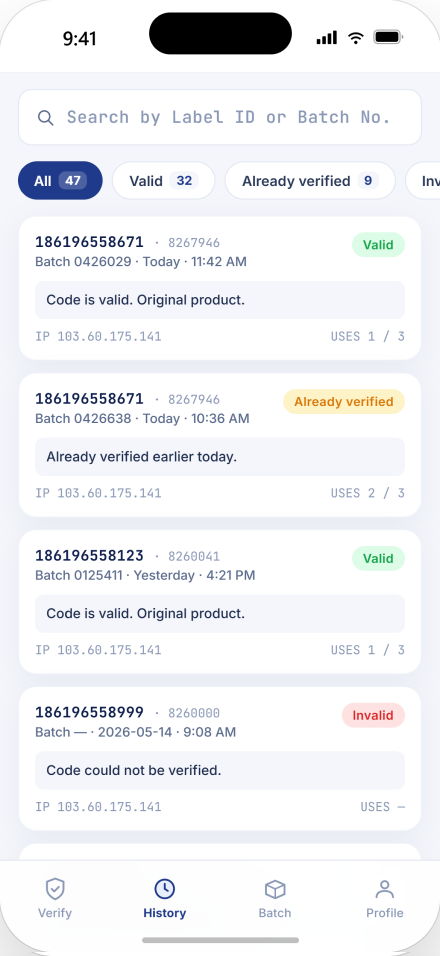 9:41
Search by Label ID or Batch No.
All 47 Valid 32 Already verified 9 Inv
186196558671 · 8267946 Valid
Batch 0426029 · Today · 11:42 AM
Code is valid. Original product.
IP 103.60.175.141 USES 1 / 3
186196558671 · 8267946 Already verified
Batch 0426638 · Today · 10:36 AM
Already verified earlier today.
IP 103.60.175.141 USES 2 / 3
186196558123 · 8260041 Valid
Batch 0125411 · Yesterday · 4:21 PM
Code is valid. Original product.
IP 103.60.175.141 USES 1 / 3
186196558999 · 8260000 Invalid
Batch — · 2026-05-14 · 9:08 AM
Code could not be verified.
IP 103.60.175.141 USES —
Verify History Batch Profile